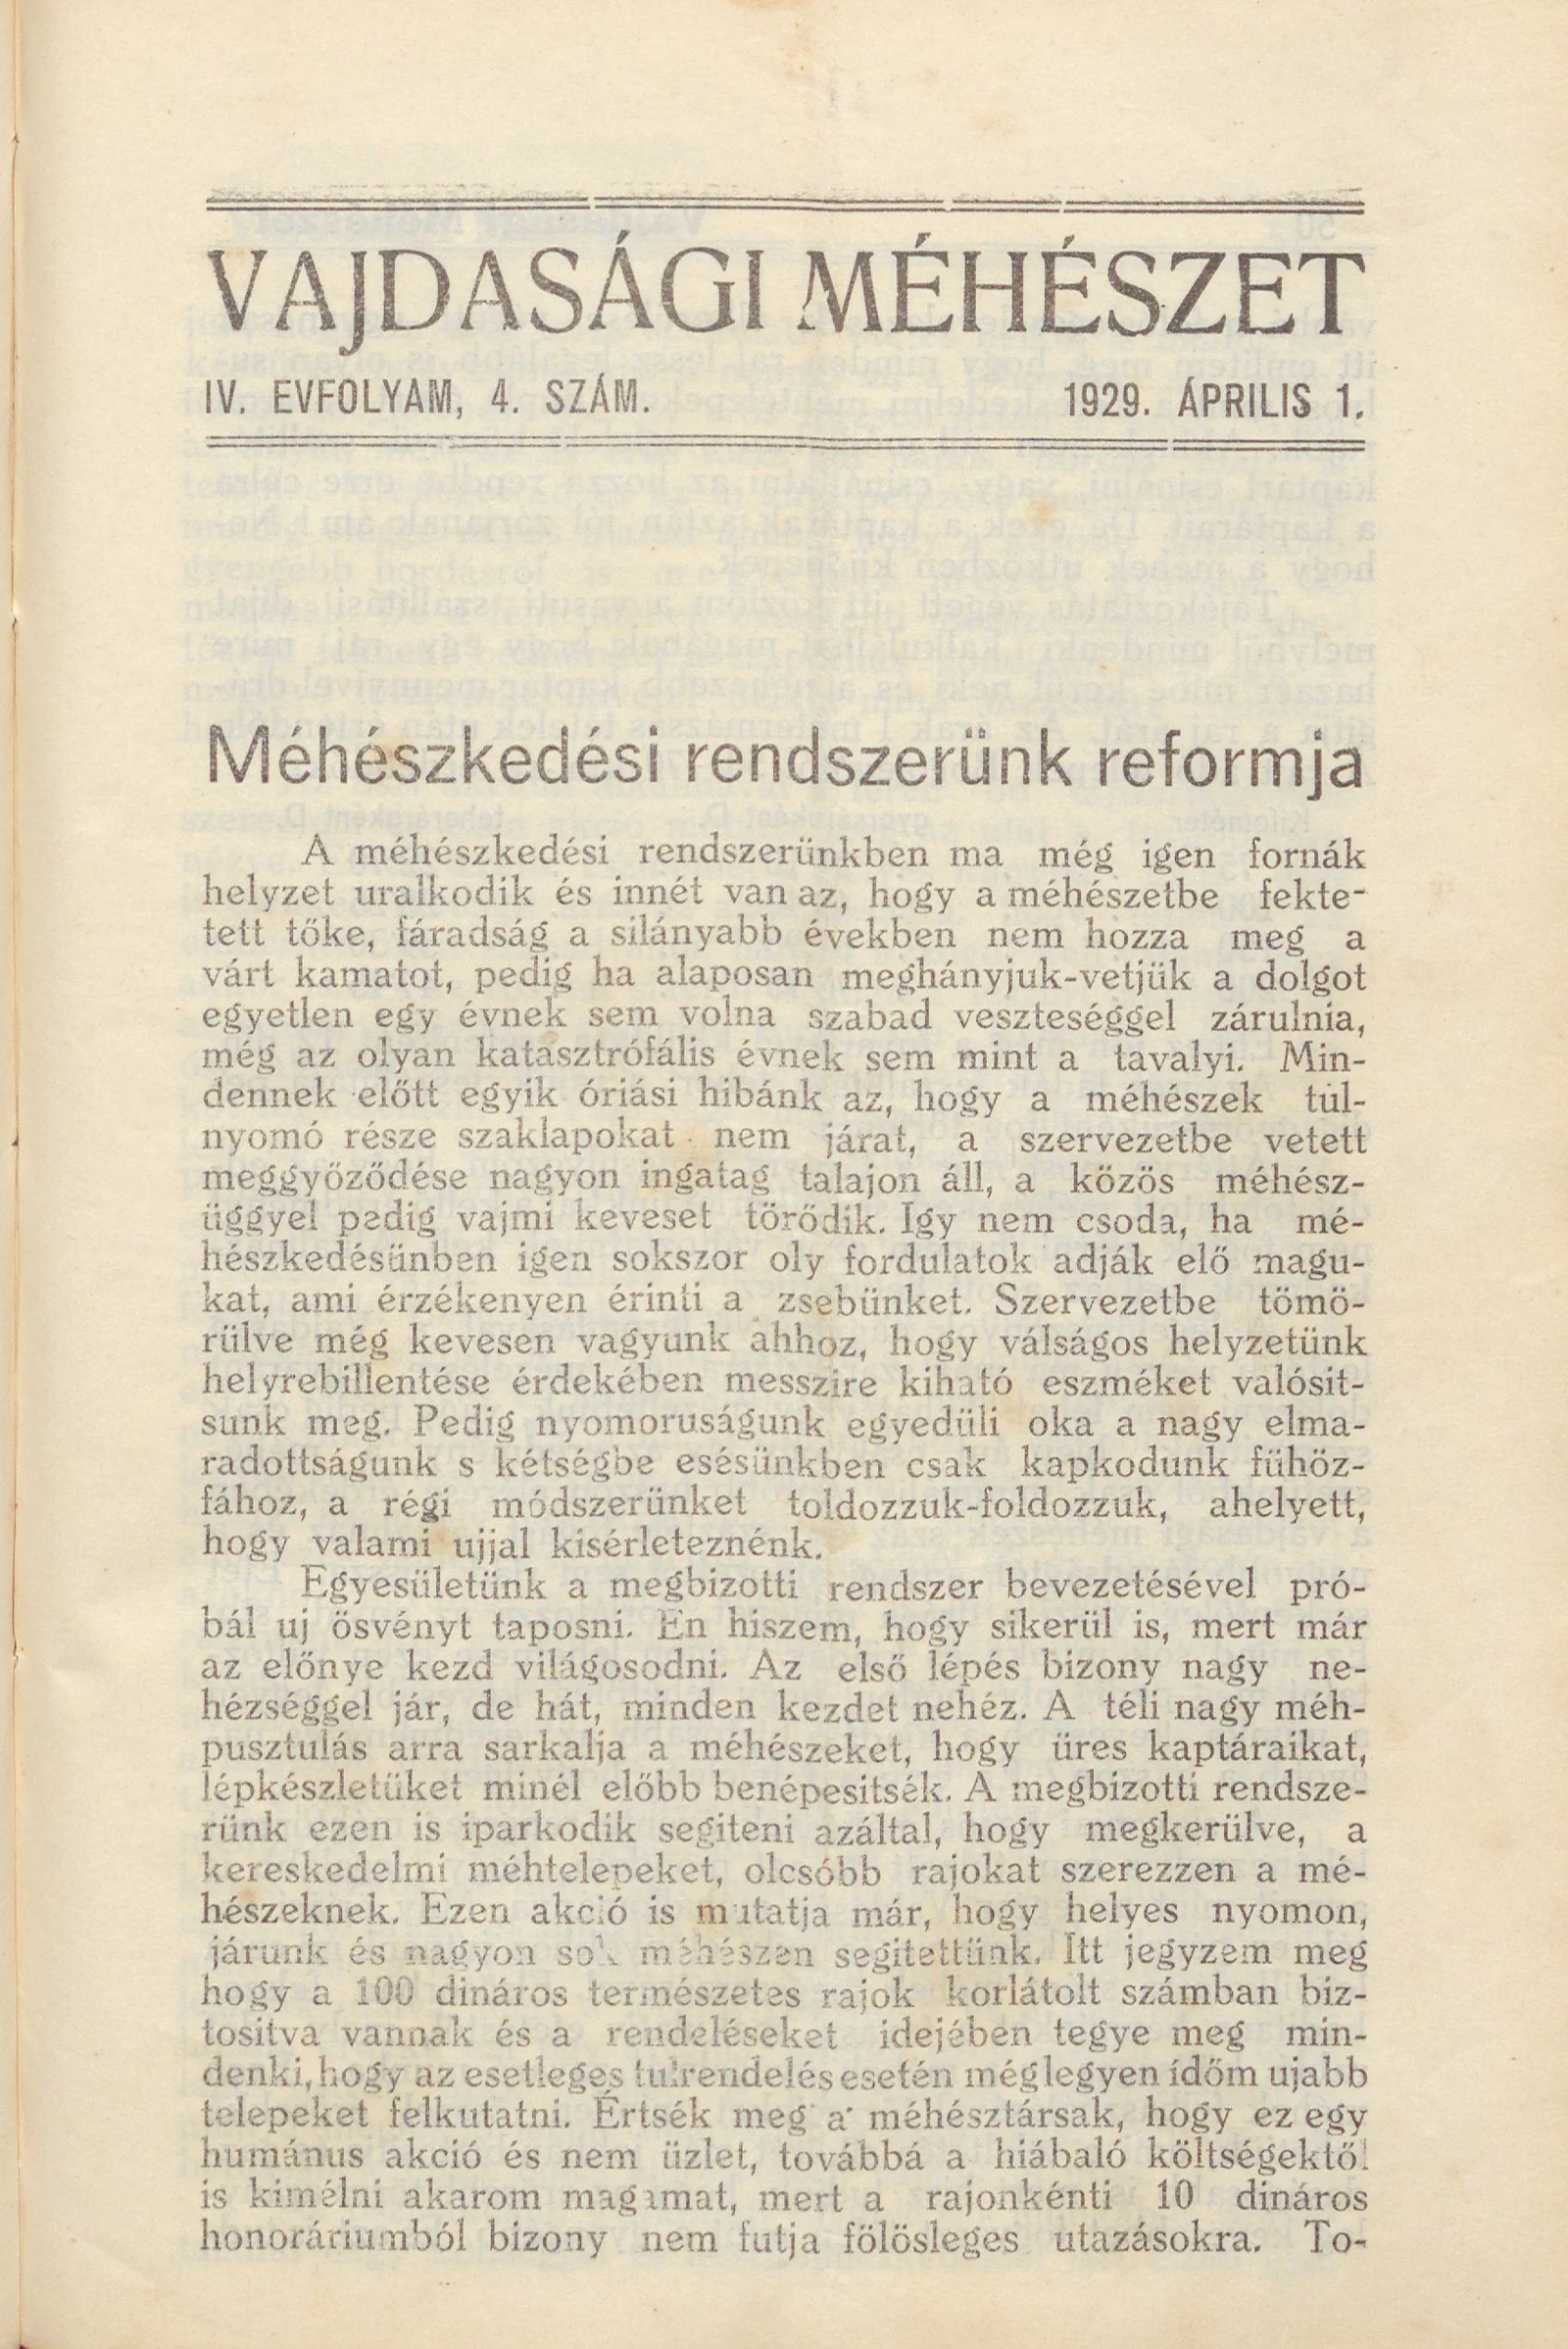 VAJDASÁGI MÉHÉSZET
IV. EVFOLYAM, 4. SZÁM. 1929. ÁPRILIS 1.
Méhészkedési rendszerünk reformja
A méhészkedési rendszerünkben ma még igen fornák
helyzet uralkodik és innét van az, hogy a méhészetbe fekte-
tett tőke, fáradság a silányabb években nem hozza meg a
várt kamatot, pedig ha alaposan meghányjuk-vetjük a dolgot
egyetlen egy évnek sem volna szabad veszteséggel zárulnia,
még az olyan katasztrófális évnek sem mint a tavalyi. Min-
dennek előtt egyik óriási hibánk az, hogy a méhészek túl-
nyomó része szaklapokat nem járat, a szervezetbe vetett
meggyőződése nagyon ingatag talajon áll, a közös méhész-
üggyel pedig vajmi keveset törődik. Igy nem csoda, ha mé-
hészkedésünben igen sokszor oly fordulatok adják elő magu-
kat, ami érzékenyen érinti a zsebünket. Szervezetbe tömö-
rülve még kevesen vagyunk ahhoz, hogy válságos helyzetünk
helyrebillentése érdekében messzire kiható eszméket valósit-
sunk meg. Pedig nyomoruságunk egyedüli oka a nagy elma-
radottságunk s kétségbe esésünkben csak kapkodunk fühöz-
fához, a régi módszerünket toldozzuk-foldozzuk, ahelyett,
hogy valami ujjal kisérleteznénk.
Egyesületünk a megbizotti rendszer bevezetésével pró-
bál uj ösvényt taposni. Én hiszem, hogy sikerül is, mert már
az előnye kezd világosodni. Az első lépés bizony nagy ne-
hézséggel jár, de hát, minden kezdet nehéz. A téli nagy méh-
pusztulás arra sarkalja a méhészeket, hogy üres kaptáraikat,
lépkészletüket minél előbb benépesitsék. A megbizotti rendsze-
rünk ezen is iparkodik segiteni azáltal, hogy megkerülve, a
kereskedelmi méhtelepeket, olcsóbb rajokat szerezzen a mé-
hészeknek. Ezen akció is mutatja már, hogy helyes nyomon,
járunk és nagyon sok méhészen segitettünk. Itt jegyzem meg
hogy a 100 dináros természetes rajok korlátolt számban biz-
tositva vannak és a rendeléseket idejében tegye meg min-
denki, hogy az esetleges tulrendelés esetén még legyen időm ujabb
telepeket felkutatni. Értsék meg a méhésztársak, hogy ez egy
humánus akció és nem üzlet, továbbá a hiábaló költségektől
is kimélni akarom magamat, mert a rajonkénti 10 dináros
honoráriumból bizony nem futja fölösleges utazásokra. To-